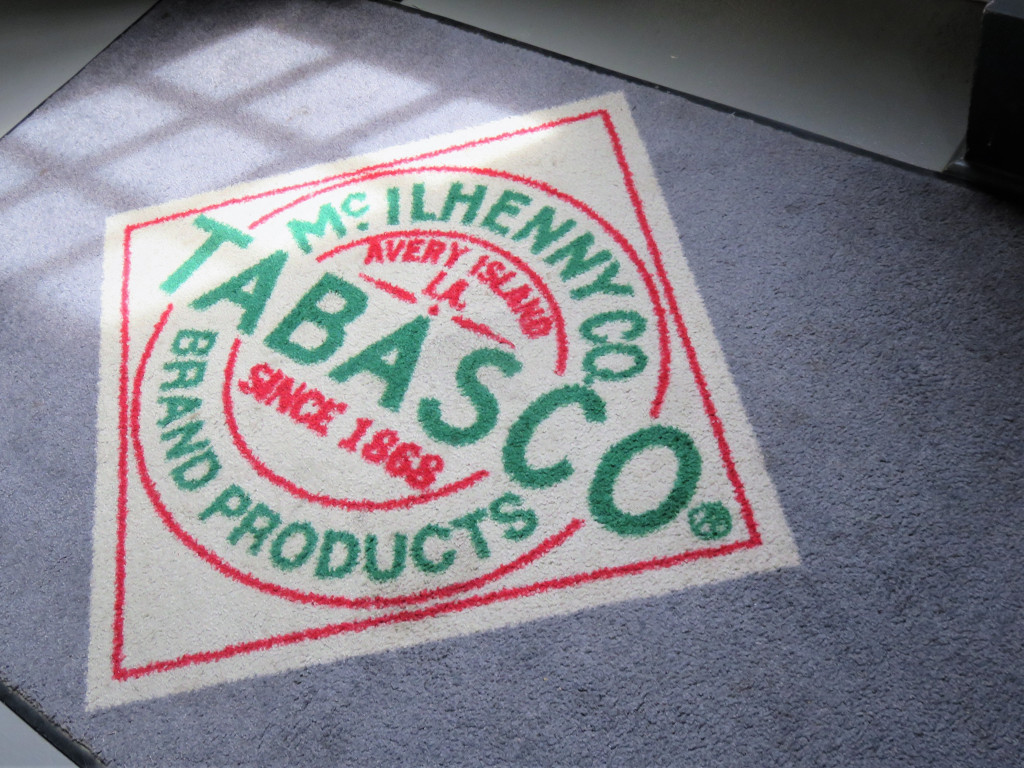 McILHENNY CO.
AVERY ISLAND
LA.
TABASCO®
SINCE 1868
BRAND PRODUCTS